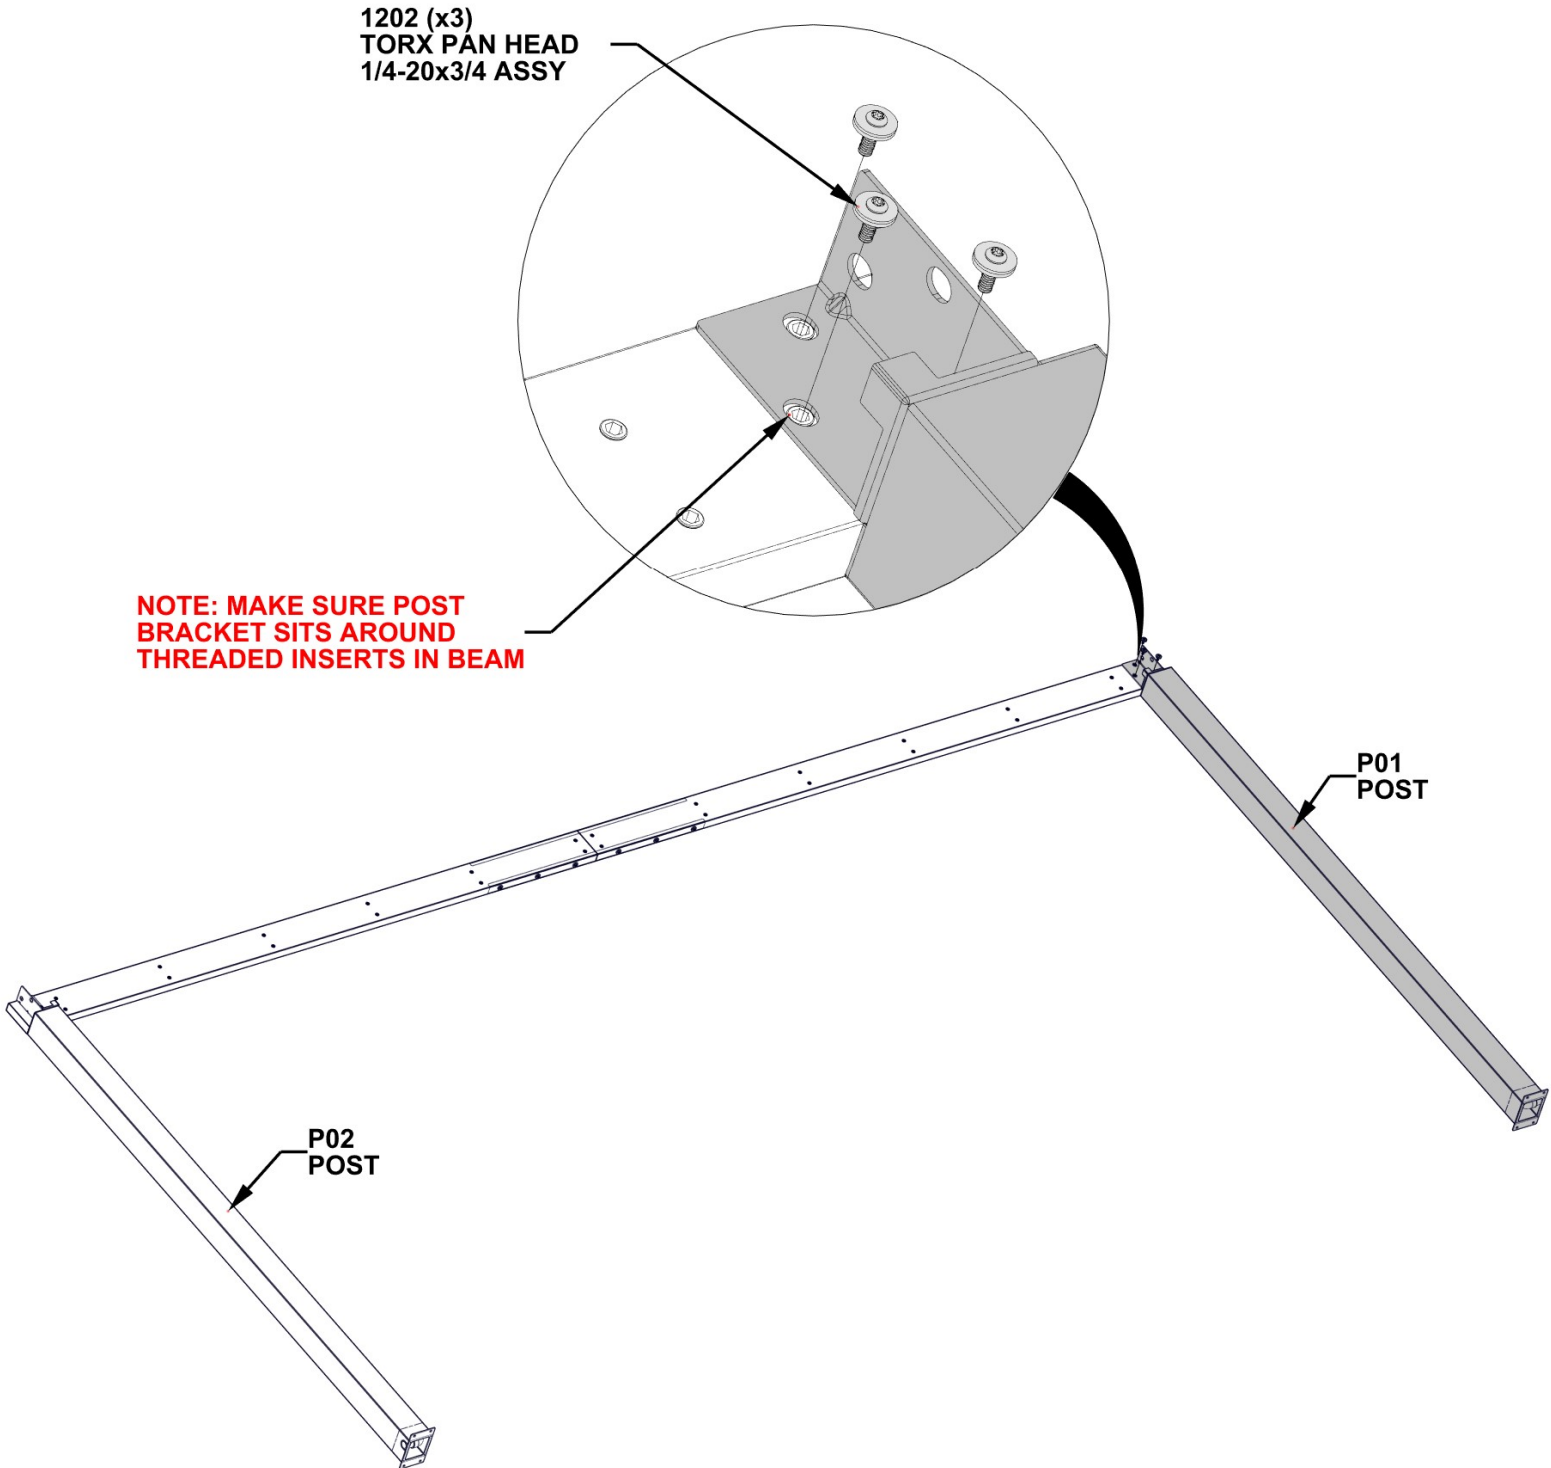 1202 (x3)
TORX PAN HEAD
1/4-20x3/4 ASSY
NOTE: MAKE SURE POST
BRACKET SITS AROUND
THREADED INSERTS IN BEAM
P01
POST
P02
POST